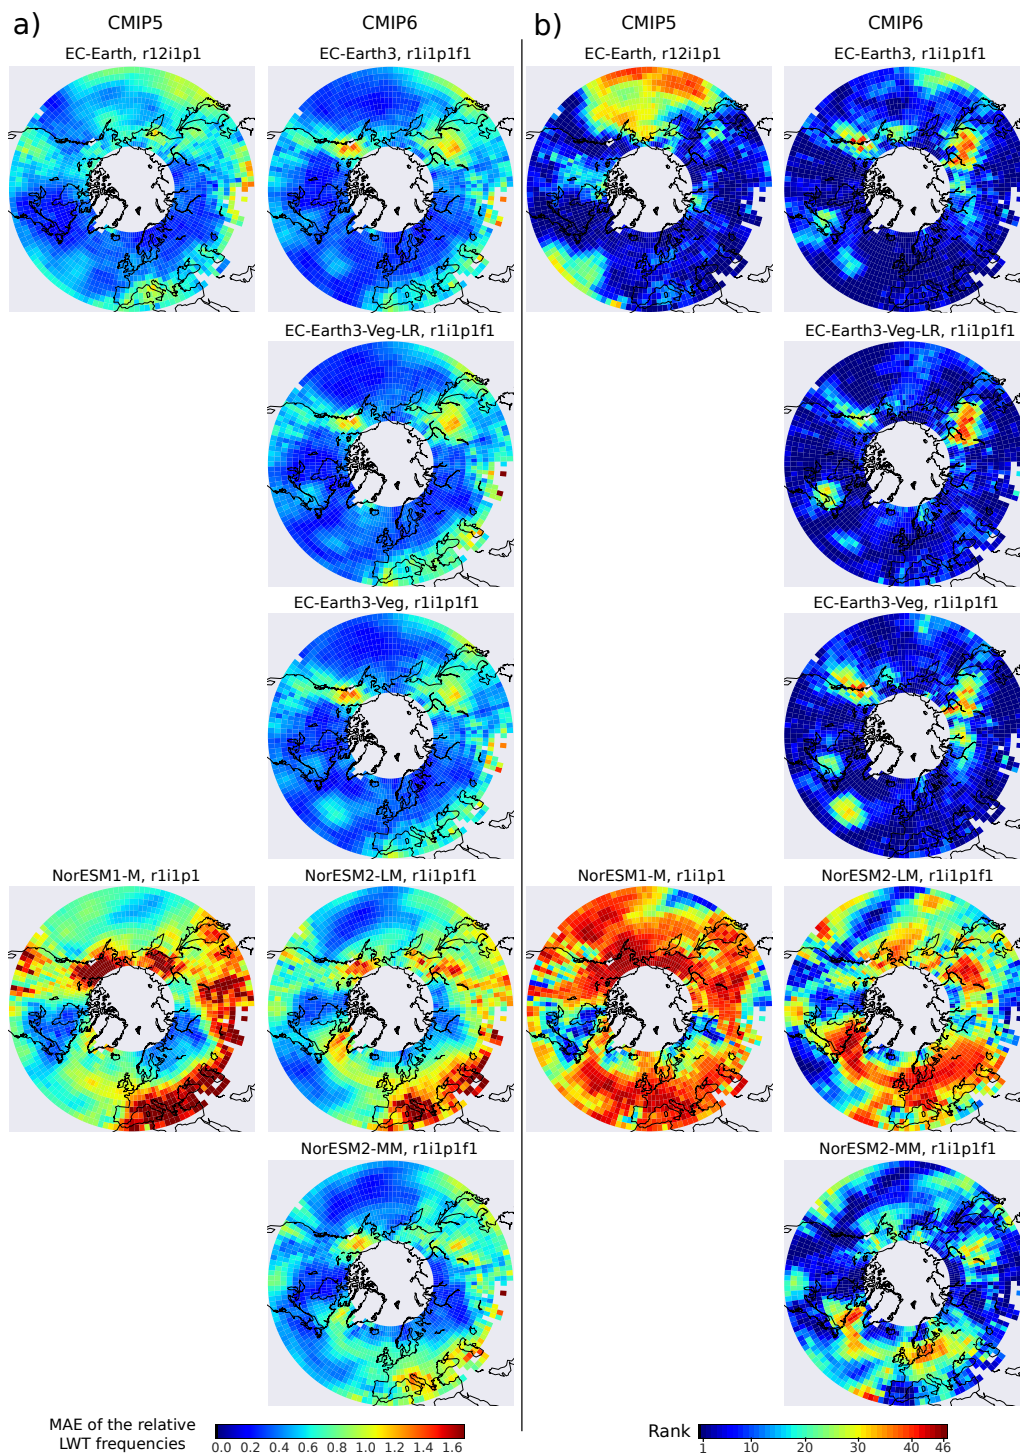 a)
CMIP5
CMIP6
b)
CMIP5
CMIP6
EC-Earth, r12i1p1
EC-Earth3, r1i1p1f1
EC-Earth, r12i1p1
EC-Earth3, r1i1p1f1
EC-Earth3-Veg-LR, r1i1p1f1
EC-Earth3-Veg-LR, r1i1p1f1
EC-Earth3-Veg, r1i1p1f1
EC-Earth3-Veg, r1i1p1f1
NorESM1-M, r1i1p1
NorESM2-LM, r1i1p1f1
NorESM1-M, r1i1p1
NorESM2-LM, r1i1p1f1
NorESM2-MM, r1i1p1f1
NorESM2-MM, r1i1p1f1
MAE of the relative
LWT frequencies
0.0 0.2 0.4 0.6 0.8 1.0 1.2 1.4 1.6
Rank
1 10 20 30 40 46